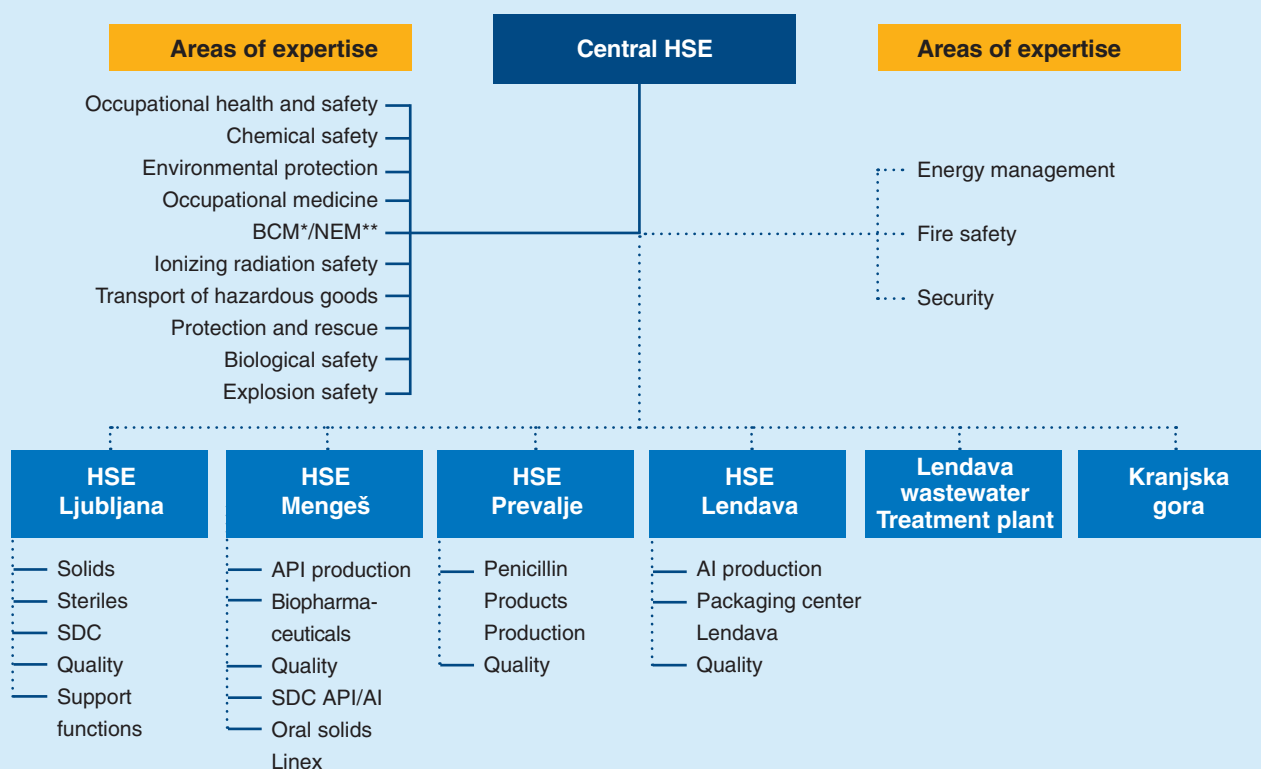 Areas of expertise
Central HSE
Areas of expertise
Occupational health and safety
Chemical safety
Environmental protection
Occupational medicine
BCM*/NEM**
Ionizing radiation safety
Transport of hazardous goods
Protection and rescue
Biological safety
Explosion safety
Energy management
Fire safety
Security
HSE
Ljubljana
Solids
Steriles
SDC
Quality
Support
functions
HSE
Mengeš
API production
Biopharma-
ceuticals
Quality
SDC API/AI
Oral solids
Linex
HSE
Prevalje
Penicillin
Products
Production
Quality
HSE
Lendava
AI production
Packaging center
Lendava
Quality
Lendava
wastewater
Treatment plant
Kranjska
gora